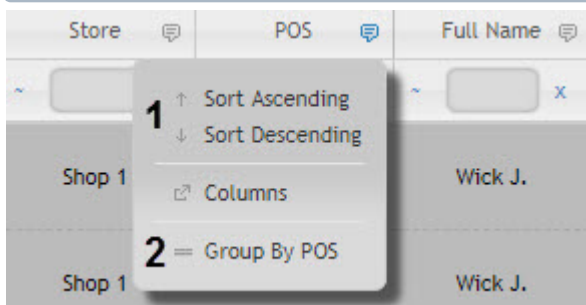 Store POS Full Name
~ ~ x
1 ↑ Sort Ascending
↓ Sort Descending
Shop 1 Columns Wick J.
2 = Group By POS
Shop 1 Wick J.